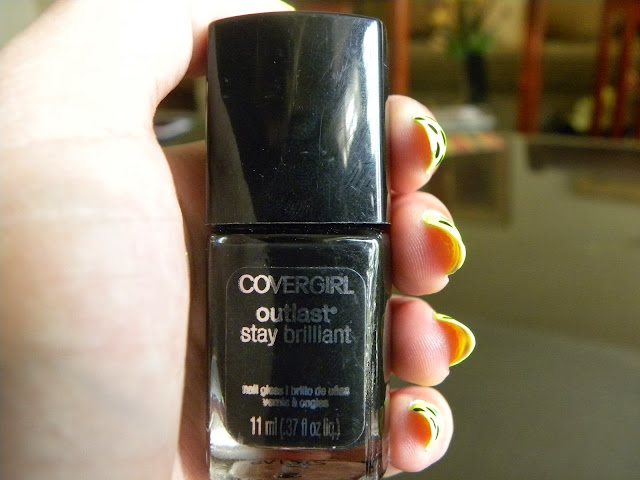 COVERGIRL
outlast®
stay brilliant
nail gloss | brillo de uñas
vernis à ongles
11 ml (.37 fl oz liq.)